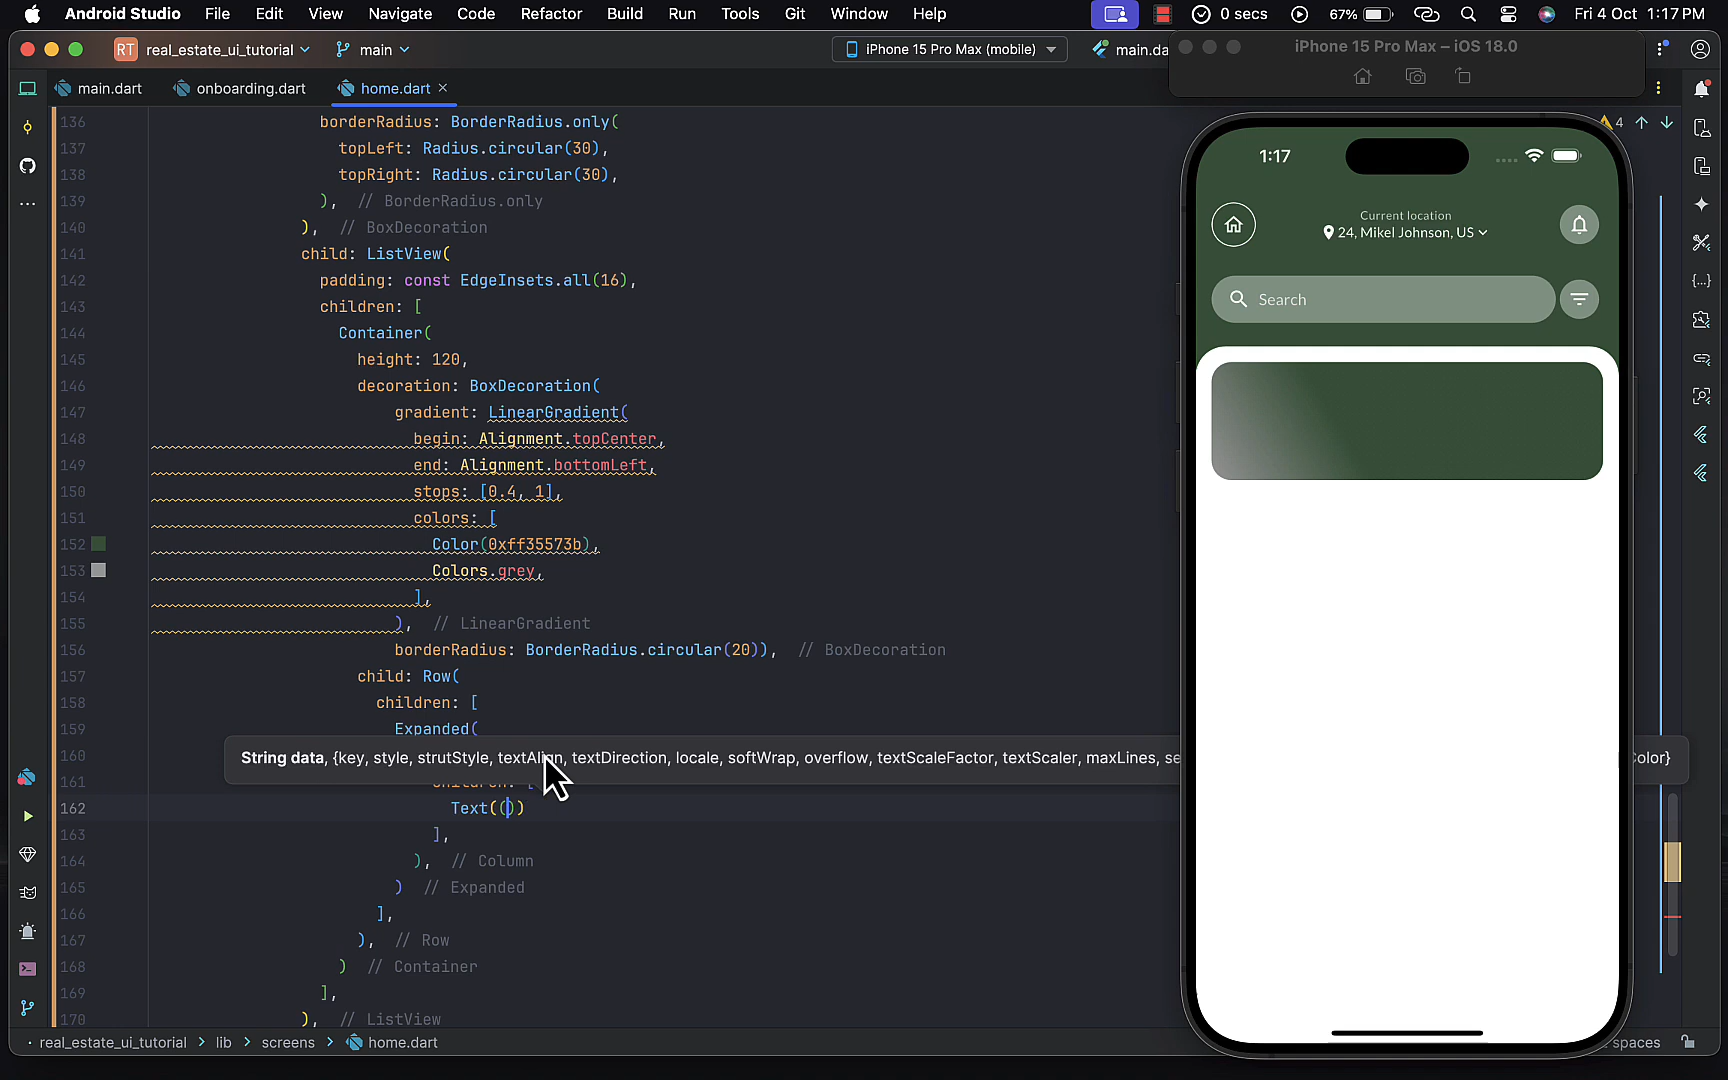 Android Studio File Edit View Navigate Code Refactor Build Run Tools Git Window Help 0 secs 67% Fri 4 Oct 1:17 PM
RT real_estate_ui_tutorial main iPhone 15 Pro Max (mobile) main.da
iPhone 15 Pro Max – iOS 18.0
main.dart onboarding.dart home.dart
4
136 borderRadius: BorderRadius.only(
137 topLeft: Radius.circular(30),
138 topRight: Radius.circular(30),
139 ), // BorderRadius.only
140 ), // BoxDecoration
141 child: ListView(
142 padding: const EdgeInsets.all(16),
143 children: [
144 Container(
145 height: 120,
146 decoration: BoxDecoration(
147 gradient: LinearGradient(
148 begin: Alignment.topCenter,
149 end: Alignment.bottomLeft,
150 stops: [0.4, 1],
151 colors: [
152 Color(0xff35573b),
153 Colors.grey,
154 ],
155 ), // LinearGradient
156 borderRadius: BorderRadius.circular(20)), // BoxDecoration
157 child: Row(
158 children: [
159 Expanded(
160
String data, {key, style, strutStyle, textAlign, textDirection, locale, softWrap, overflow, textScaleFactor, textScaler, maxLines, se
Color}
161 children: [
162 Text(())
163 ],
164 ), // Column
165 ) // Expanded
166 ],
167 ), // Row
168 ) // Container
169 ],
170 ), // ListView
real_estate_ui_tutorial > lib > screens > home.dart
spaces
1:17
Current location
24, Mikel Johnson, US
Search